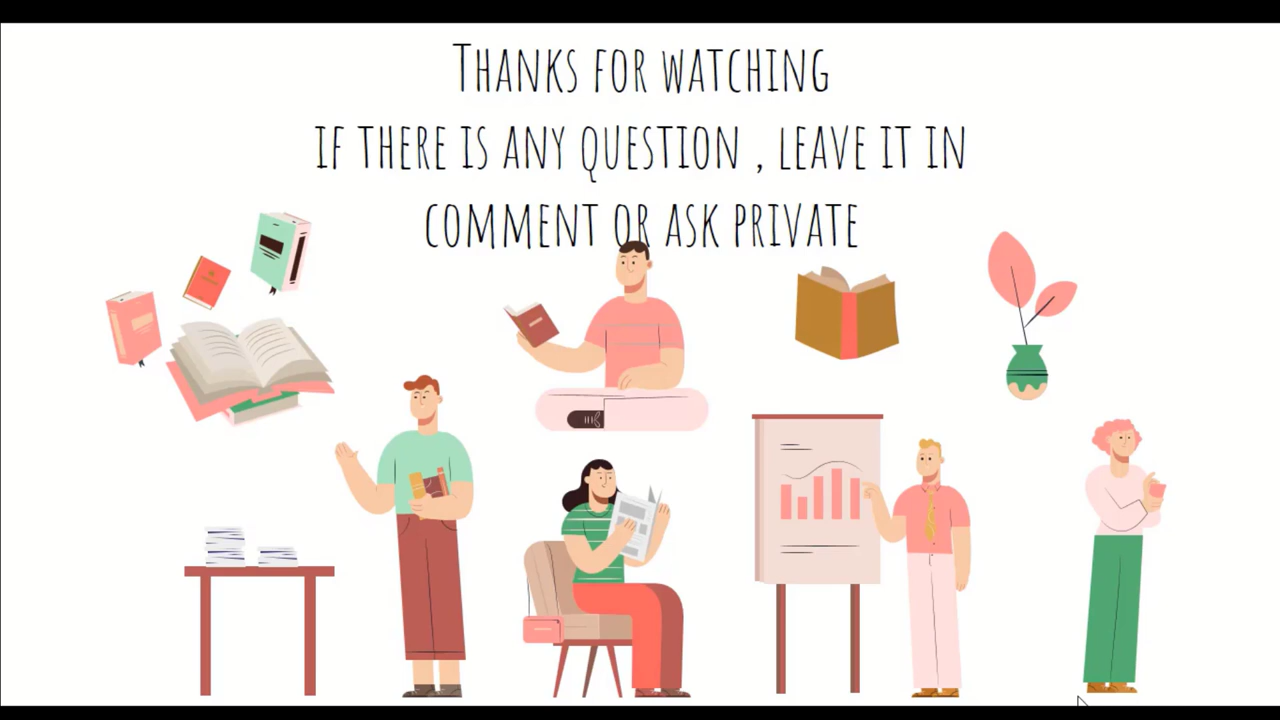 Thanks for watching
if there is any question , leave it in
comment or ask private